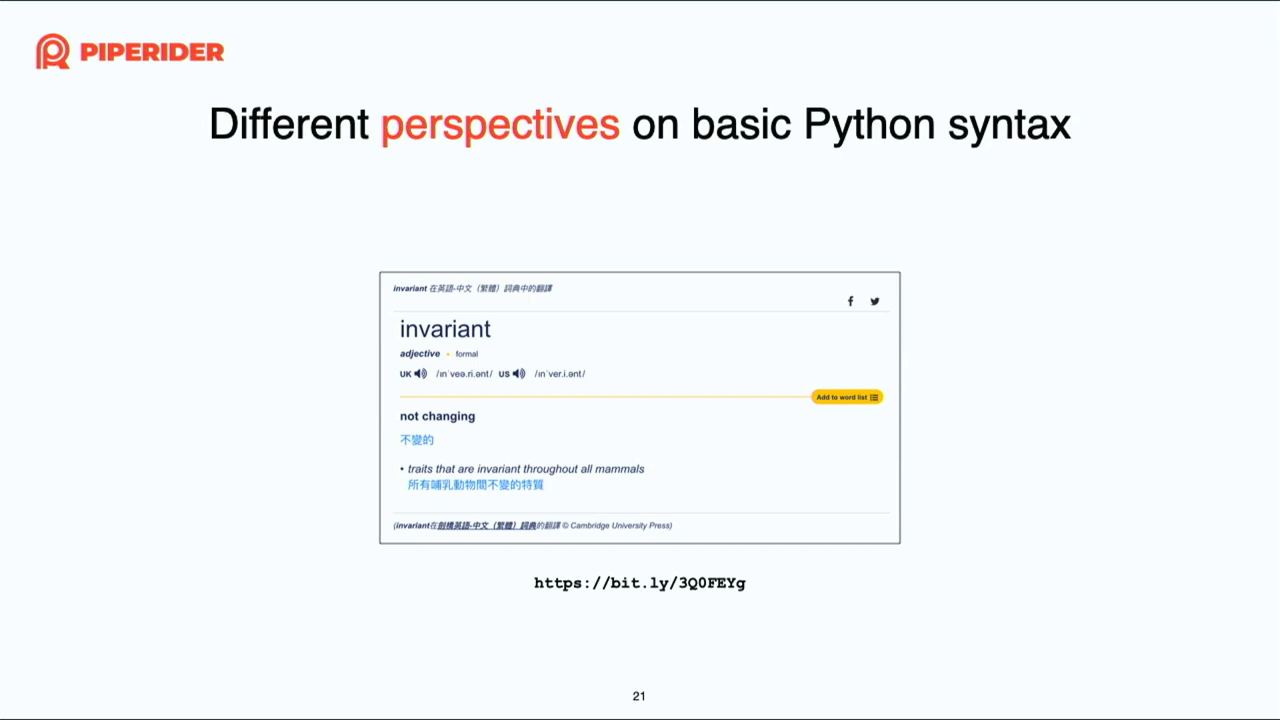 PIPERIDER
Different perspectives on basic Python syntax
invariant 在英語-中文（繁體）詞典中的翻譯
invariant
adjective • formal
UK /ɪnˈveə.ri.ənt/ US /ɪnˈver.i.ənt/
Add to word list
not changing
不變的
• traits that are invariant throughout all mammals
所有哺乳動物間不變的特質
(invariant在劍橋英語-中文（繁體）詞典的翻譯 © Cambridge University Press)
https://bit.ly/3Q0FEYg
21